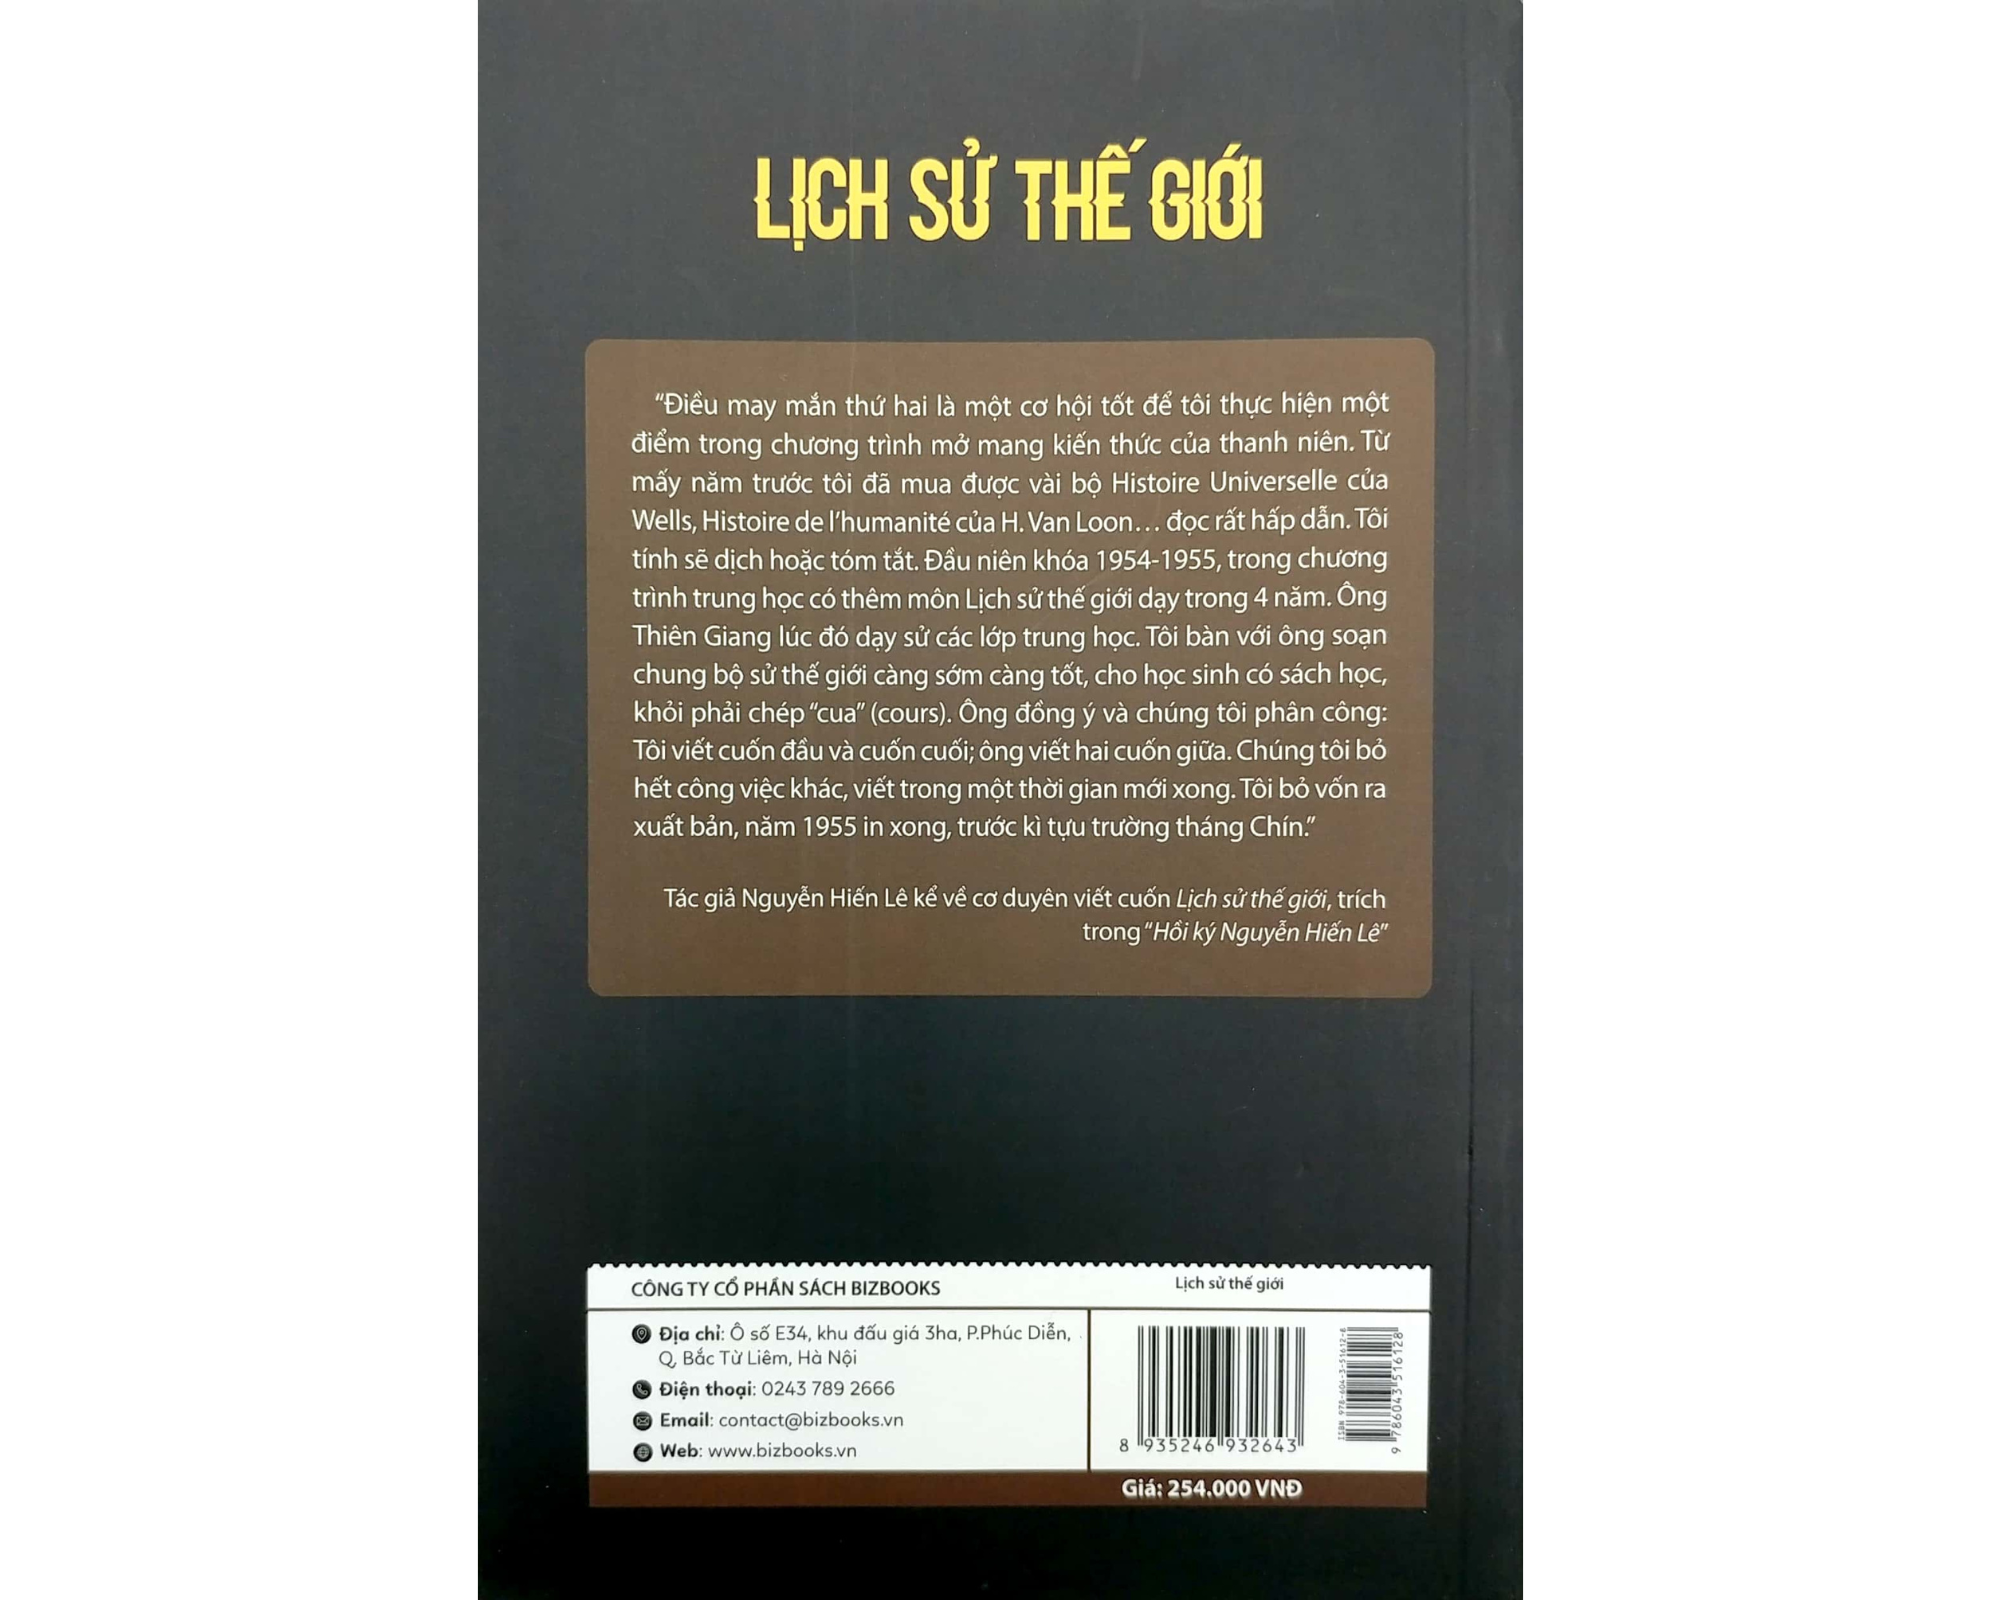 LỊCH SỬ THẾ GIỚI
“Điều may mắn thứ hai là một cơ hội tốt để tôi thực hiện một
điểm trong chương trình mở mang kiến thức của thanh niên. Từ
mấy năm trước tôi đã mua được vài bộ Histoire Universelle của
Wells, Histoire de l’humanité của H. Van Loon… đọc rất hấp dẫn. Tôi
tính sẽ dịch hoặc tóm tắt. Đầu niên khóa 1954-1955, trong chương
trình trung học có thêm môn Lịch sử thế giới dạy trong 4 năm. Ông
Thiên Giang lúc đó dạy sử các lớp trung học. Tôi bàn với ông soạn
chung bộ sử thế giới càng sớm càng tốt, cho học sinh có sách học,
khỏi phải chép “cua” (cours). Ông đồng ý và chúng tôi phân công:
Tôi viết cuốn đầu và cuốn cuối; ông viết hai cuốn giữa. Chúng tôi bỏ
hết công việc khác, viết trong một thời gian mới xong. Tôi bỏ vốn ra
xuất bản, năm 1955 in xong, trước kì tựu trường tháng Chín.”
Tác giả Nguyễn Hiến Lê kể về cơ duyên viết cuốn Lịch sử thế giới, trích
trong “Hồi ký Nguyễn Hiến Lê”
CÔNG TY CỔ PHẦN SÁCH BIZBOOKS
Địa chỉ: Ô số E34, khu đấu giá 3ha, P.Phúc Diễn,
Q, Bắc Từ Liêm, Hà Nội
Điện thoại: 0243 789 2666
Email: contact@bizbooks.vn
Web: www.bizbooks.vn
Lịch sử thế giới
8 935246 932643
ISBN 978-604-3-51612-8
9 786043 516128
Giá: 254.000 VNĐ